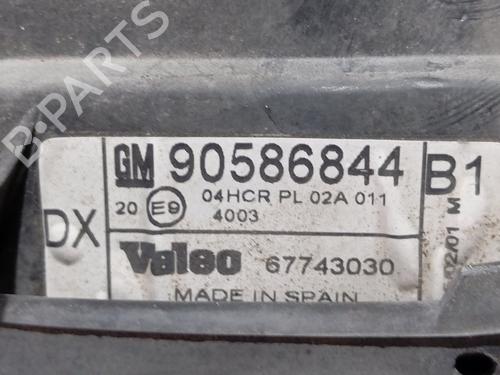 GM 90586844 B1
04HCR PL 02A 011
20 E9 4003
DX
Valeo 67743030
MADE IN SPAIN
02/01 M
B-PARTS